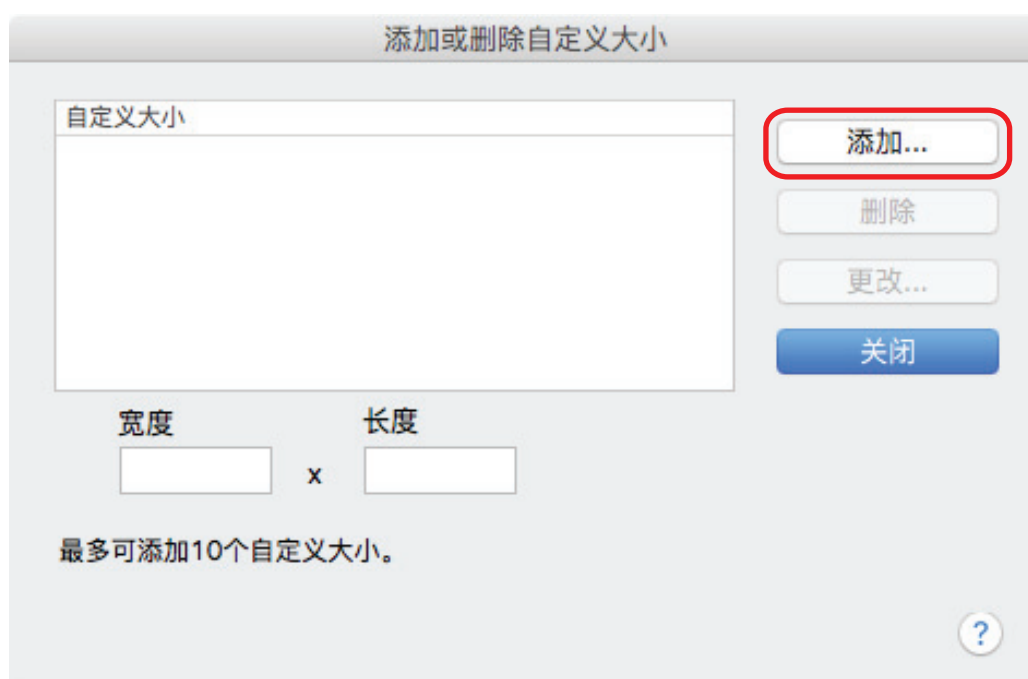 添加或删除自定义大小
自定义大小
添加...
删除
更改...
关闭
宽度
长度
x
最多可添加10个自定义大小。
?